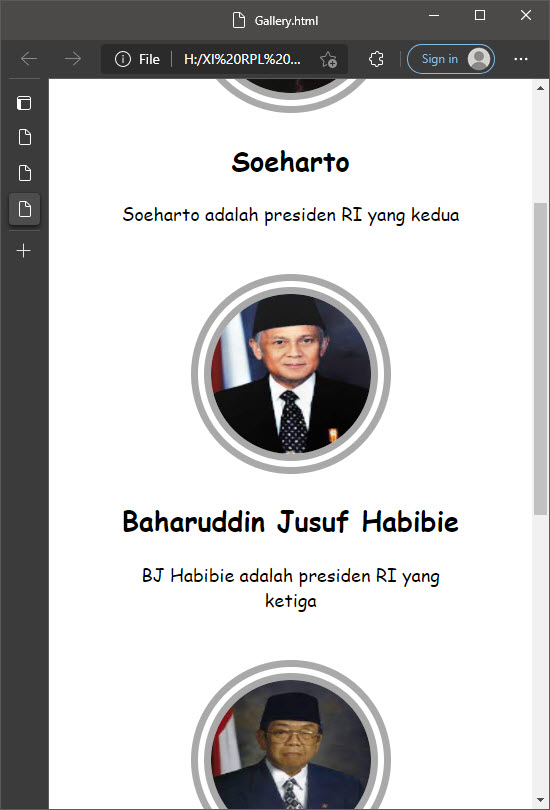 Gallery.html
File
H:/XI%20RPL%20...
Sign in
Soeharto
Soeharto adalah presiden RI yang kedua
Baharuddin Jusuf Habibie
BJ Habibie adalah presiden RI yang
ketiga